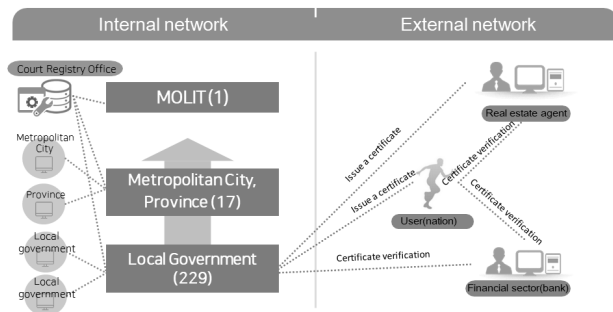 Internal network
External network
Court Registry Office
MOLIT(1)
Metropolitan
City
Province
Metropolitan City,
Province (17)
Local
government
Local
government
Local Government
(229)
Real estate agent
Issue a certificate
Issue a certificate
Certificate verification
User(nation)
Certificate verification
Certificate verification
Financial sector(bank)